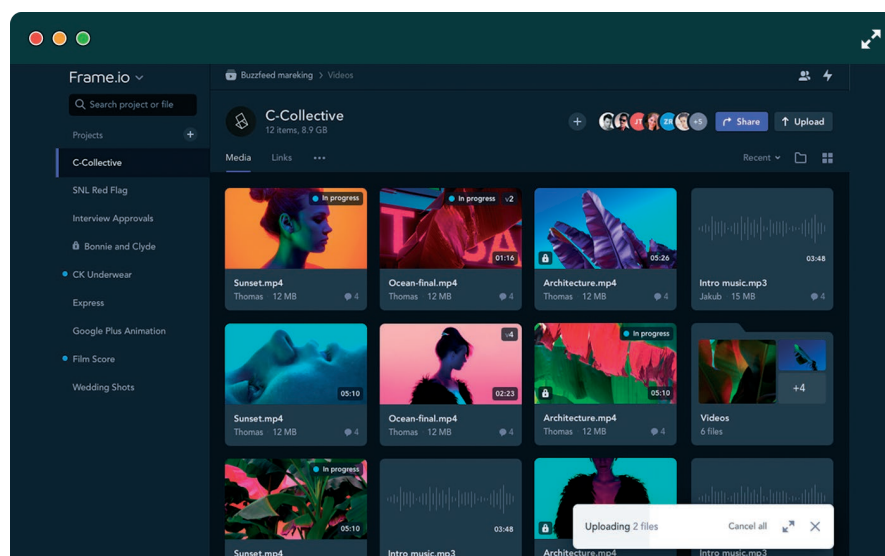 Frame.io
Search project or file
Projects
+
C-Collective
SNL Red Flag
Interview Approvals
Bonnie and Clyde
CK Underwear
Express
Google Plus Animation
Film Score
Wedding Shots
Buzzfeed mareking > Videos
C-Collective
12 items, 8.9 GB
+ JT ZR +5 Share Upload
Media Links ••• Recent
In progress
In progress v2
01:16
05:26
03:48
Sunset.mp4
Thomas · 12 MB 4
Ocean-final.mp4
Thomas · 12 MB 4
Architecture.mp4
Thomas · 12 MB 4
Intro music.mp3
Jakub · 15 MB 4
05:10
v4
02:23
In progress
05:10
+4
Sunset.mp4
Thomas · 12 MB 4
Ocean-final.mp4
Thomas · 12 MB 4
Architecture.mp4
Thomas · 12 MB 4
Videos
6 files
In progress
05:10
03:48
Sunset.mp4
Intro music.mp3
Architecture.mp4
Intro music.mp3
Uploading 2 files Cancel all